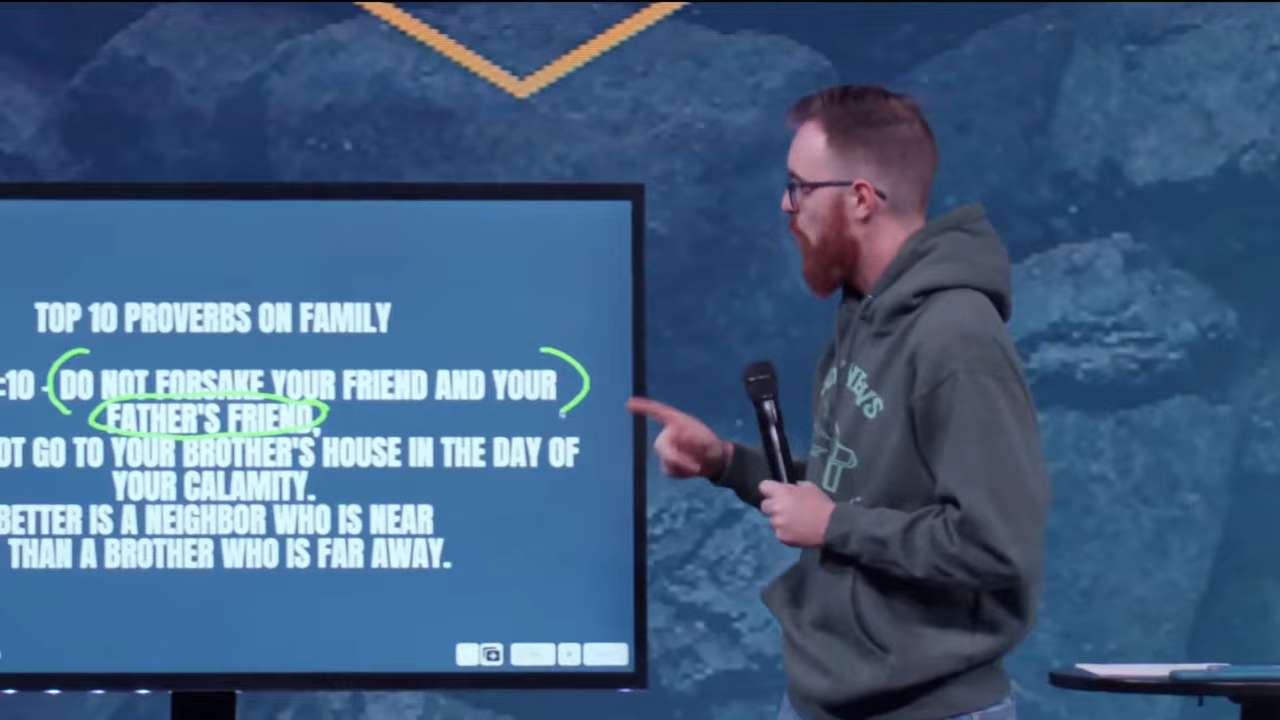 TOP 10 PROVERBS ON FAMILY
:10 - DO NOT FORSAKE YOUR FRIEND AND YOUR
FATHER'S FRIEND,
OT GO TO YOUR BROTHER'S HOUSE IN THE DAY OF
YOUR CALAMITY.
BETTER IS A NEIGHBOR WHO IS NEAR
THAN A BROTHER WHO IS FAR AWAY.